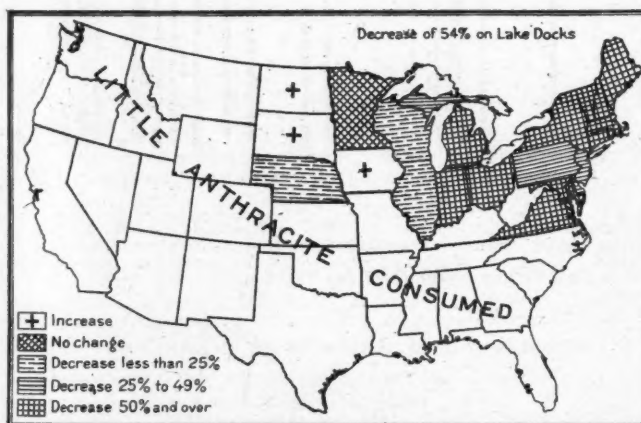 Decrease of 54% on Lake Docks
LITTLE ANTHRACITE CONSUMED
Increase
No change
Decrease less than 25%
Decrease 25% to 49%
Decrease 50% and over